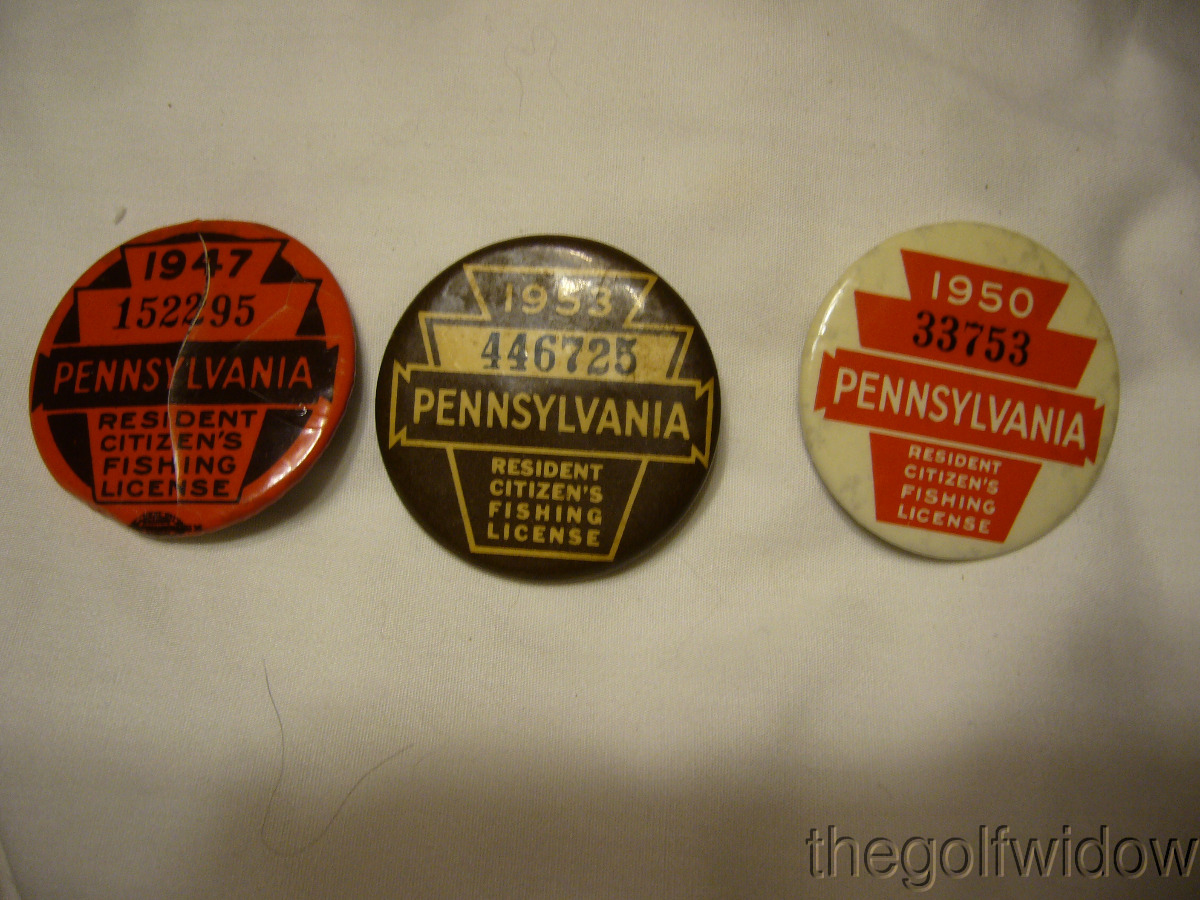 1947
152295
PENNSYLVANIA
RESIDENT
CITIZEN'S
FISHING
LICENSE
1953
446725
PENNSYLVANIA
RESIDENT
CITIZEN'S
FISHING
LICENSE
1950
33753
PENNSYLVANIA
RESIDENT
CITIZEN'S
FISHING
LICENSE
thegolfwidow